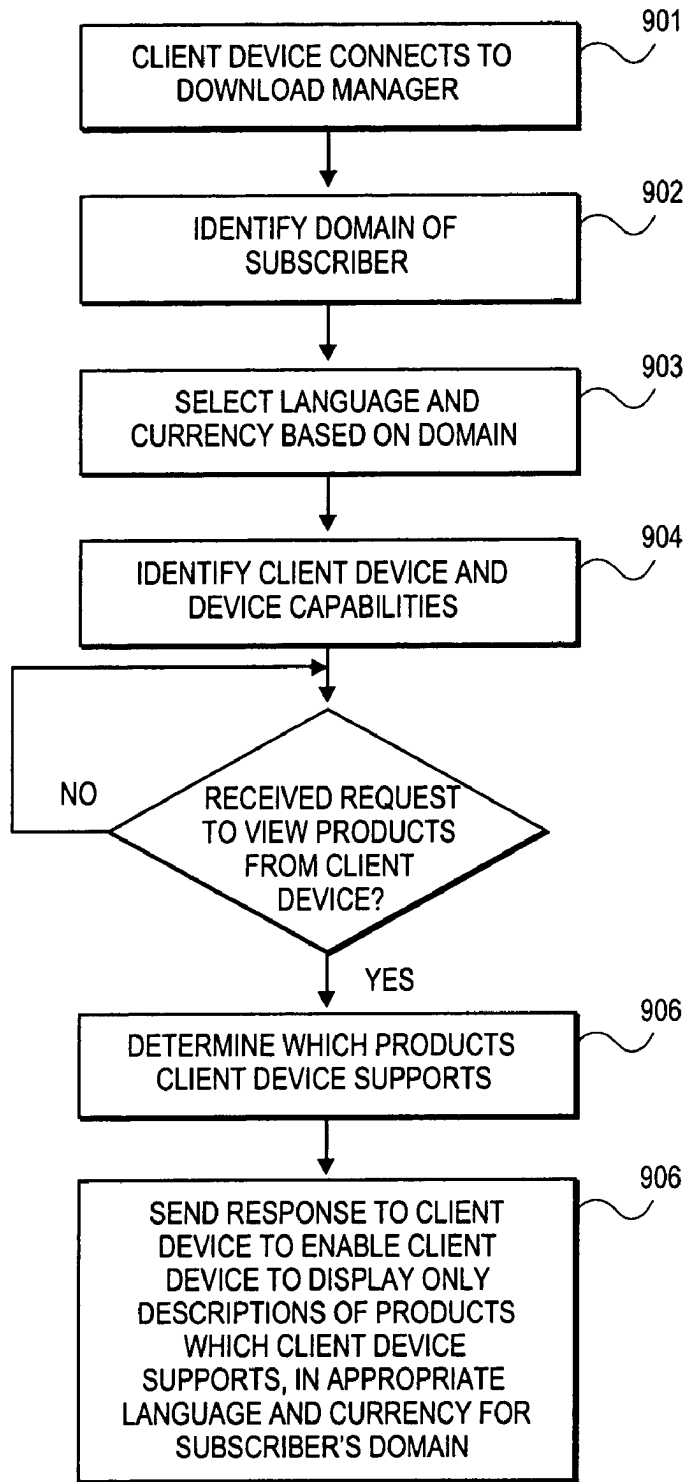 901
CLIENT DEVICE CONNECTS TO
DOWNLOAD MANAGER
902
IDENTIFY DOMAIN OF
SUBSCRIBER
903
SELECT LANGUAGE AND
CURRENCY BASED ON DOMAIN
904
IDENTIFY CLIENT DEVICE AND
DEVICE CAPABILITIES
NO
RECEIVED REQUEST
TO VIEW PRODUCTS
FROM CLIENT
DEVICE?
YES
906
DETERMINE WHICH PRODUCTS
CLIENT DEVICE SUPPORTS
906
SEND RESPONSE TO CLIENT
DEVICE TO ENABLE CLIENT
DEVICE TO DISPLAY ONLY
DESCRIPTIONS OF PRODUCTS
WHICH CLIENT DEVICE
SUPPORTS, IN APPROPRIATE
LANGUAGE AND CURRENCY FOR
SUBSCRIBER'S DOMAIN